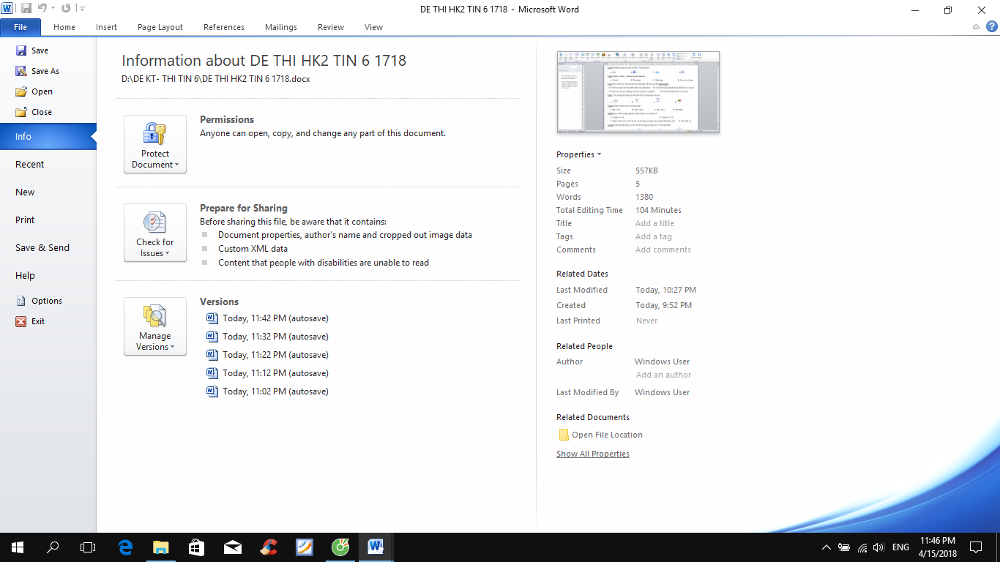 DE THI HK2 TIN 6 1718 - Microsoft Word
File Home Insert Page Layout References Mailings Review View
Save
Save As
Open
Close
Info
Recent
New
Print
Save & Send
Help
Options
Exit
Information about DE THI HK2 TIN 6 1718
D:\DE KT- THI TIN 6\DE THI HK2 TIN 6 1718.docx
Protect
Document
Permissions
Anyone can open, copy, and change any part of this document.
Check for
Issues
Prepare for Sharing
Before sharing this file, be aware that it contains:
Document properties, author's name and cropped out image data
Custom XML data
Content that people with disabilities are unable to read
Manage
Versions
Versions
Today, 11:42 PM (autosave)
Today, 11:32 PM (autosave)
Today, 11:22 PM (autosave)
Today, 11:12 PM (autosave)
Today, 11:02 PM (autosave)
Properties
Size 557KB
Pages 5
Words 1380
Total Editing Time 104 Minutes
Title Add a title
Tags Add a tag
Comments Add comments
Related Dates
Last Modified Today, 10:27 PM
Created Today, 9:52 PM
Last Printed Never
Related People
Author Windows User
Add an author
Last Modified By Windows User
Related Documents
Open File Location
Show All Properties
ENG
11:46 PM
4/15/2018